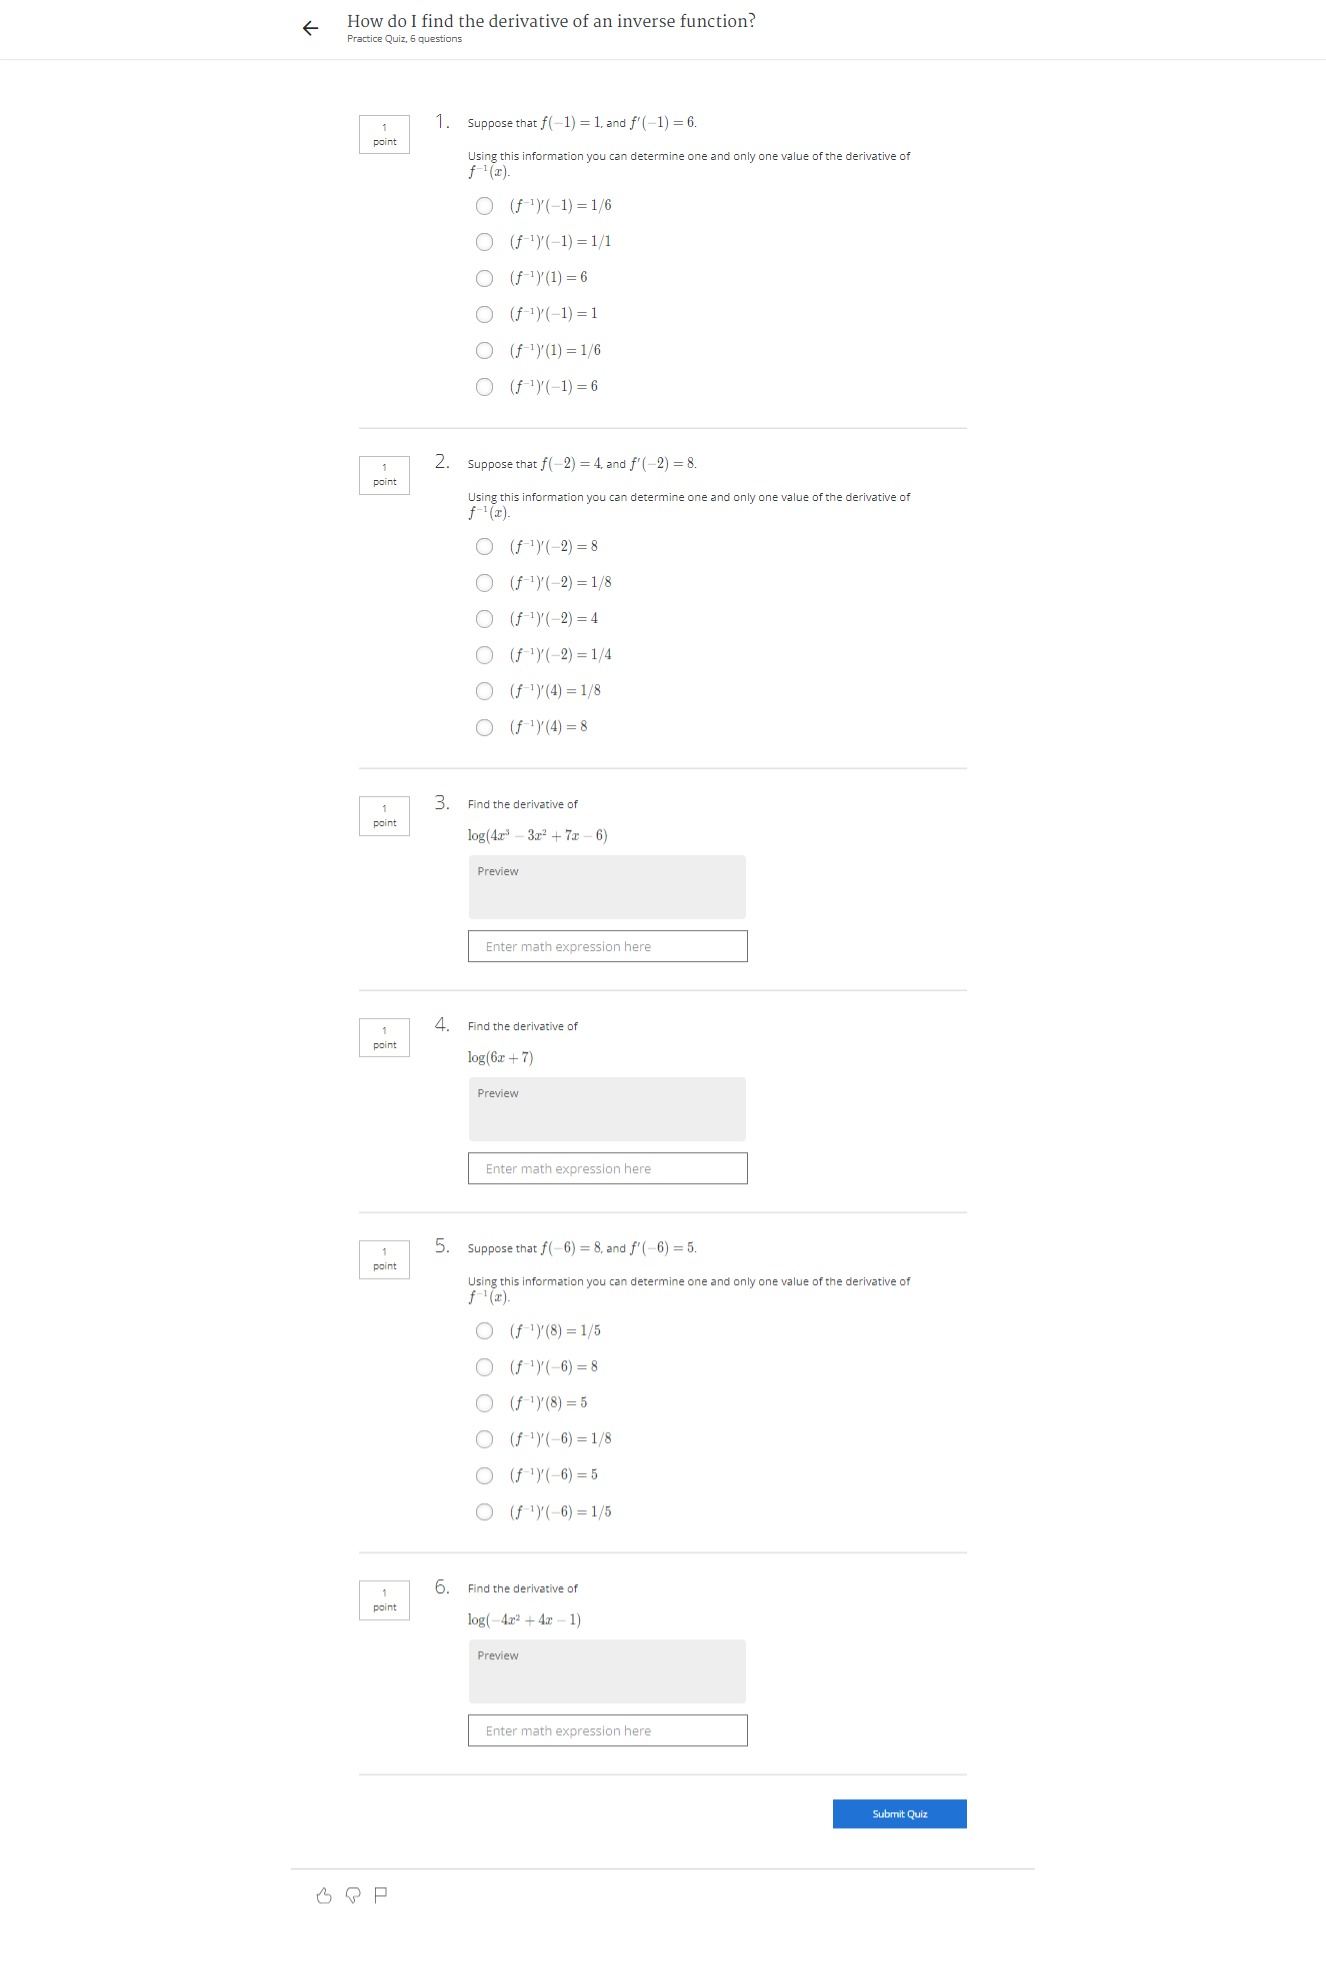 How do I find the derivative of an inverse function?
Practice Quiz, 6 questions
1
point
1. Suppose that f(−1) = 1, and f′(−1) = 6.
Using this information you can determine one and only one value of the derivative of
f⁻¹(x).
(f⁻¹)′(−1) = 1/6
(f⁻¹)′(−1) = 1/1
(f⁻¹)′(1) = 6
(f⁻¹)′(−1) = 1
(f⁻¹)′(1) = 1/6
(f⁻¹)′(−1) = 6
1
point
2. Suppose that f(−2) = 4, and f′(−2) = 8.
Using this information you can determine one and only one value of the derivative of
f⁻¹(x).
(f⁻¹)′(−2) = 8
(f⁻¹)′(−2) = 1/8
(f⁻¹)′(−2) = 4
(f⁻¹)′(−2) = 1/4
(f⁻¹)′(4) = 1/8
(f⁻¹)′(4) = 8
1
point
3. Find the derivative of
log(4x³ − 3x² + 7x − 6)
Preview
Enter math expression here
1
point
4. Find the derivative of
log(6x + 7)
Preview
Enter math expression here
1
point
5. Suppose that f(−6) = 8, and f′(−6) = 5.
Using this information you can determine one and only one value of the derivative of
f⁻¹(x).
(f⁻¹)′(8) = 1/5
(f⁻¹)′(−6) = 8
(f⁻¹)′(8) = 5
(f⁻¹)′(−6) = 1/8
(f⁻¹)′(−6) = 5
(f⁻¹)′(−6) = 1/5
1
point
6. Find the derivative of
log(−4x² + 4x − 1)
Preview
Enter math expression here
Submit Quiz